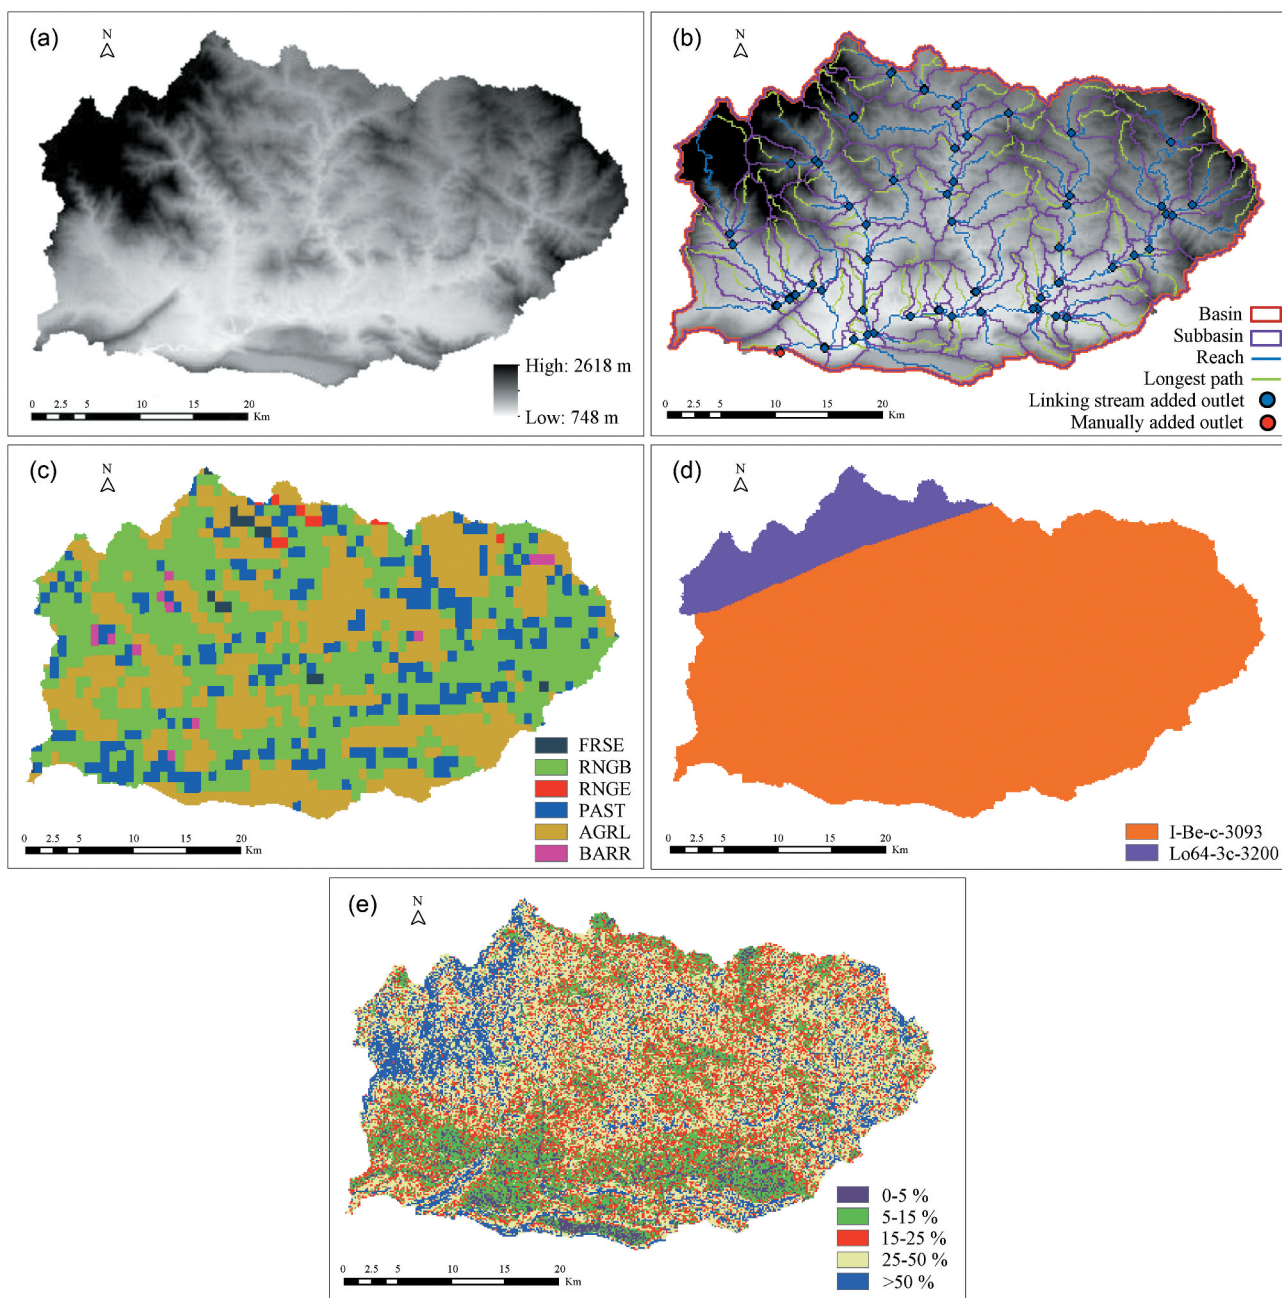 (a)
N
High: 2618 m
Low: 748 m
0 2.5 5 10 15 20
Km
(b)
N
Basin
Subbasin
Reach
Longest path
Linking stream added outlet
Manually added outlet
0 2.5 5 10 15 20
Km
(c)
N
FRSE
RNGB
RNGE
PAST
AGRL
BARR
0 2.5 5 10 15 20
Km
(d)
N
I-Be-c-3093
Lo64-3c-3200
0 2.5 5 10 15 20
Km
(e)
N
0-5 %
5-15 %
15-25 %
25-50 %
>50 %
0 2.5 5 10 15 20
Km